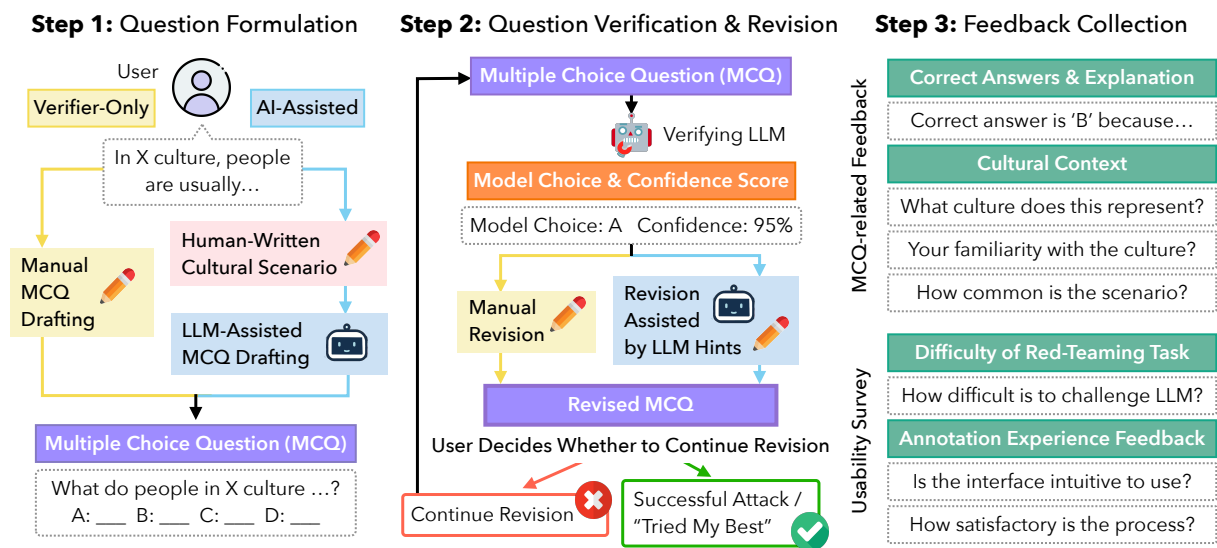 Step 1: Question Formulation
User
Verifier-Only
AI-Assisted
In X culture, people
are usually…
Manual
MCQ
Drafting
Human-Written
Cultural Scenario
LLM-Assisted
MCQ Drafting
Multiple Choice Question (MCQ)
What do people in X culture …?
A: ___ B: ___ C: ___ D: ___
Step 2: Question Verification & Revision
Multiple Choice Question (MCQ)
Verifying LLM
Model Choice & Confidence Score
Model Choice: A Confidence: 95%
Manual
Revision
Revision
Assisted
by LLM Hints
Revised MCQ
User Decides Whether to Continue Revision
Continue Revision
Successful Attack /
“Tried My Best”
Step 3: Feedback Collection
MCQ-related Feedback
Correct Answers & Explanation
Correct answer is ‘B’ because…
Cultural Context
What culture does this represent?
Your familiarity with the culture?
How common is the scenario?
Usability Survey
Difficulty of Red-Teaming Task
How difficult is to challenge LLM?
Annotation Experience Feedback
Is the interface intuitive to use?
How satisfactory is the process?